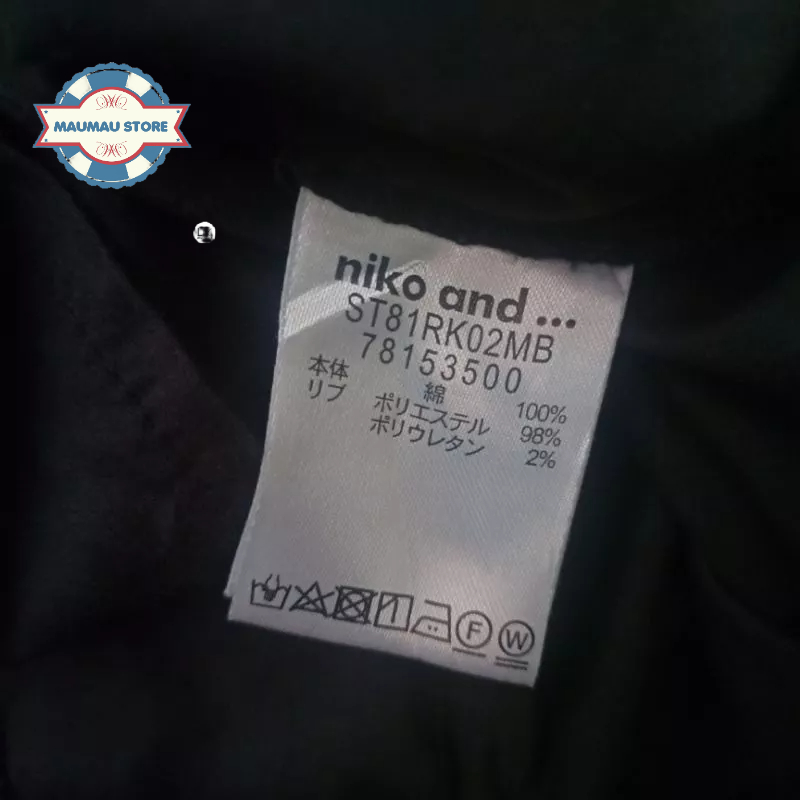 MAUMAU STORE
niko and ...
ST81RK02MB
78153500
本体 綿 100%
リブ ポリエステル 98%
ポリウレタン 2%
F W